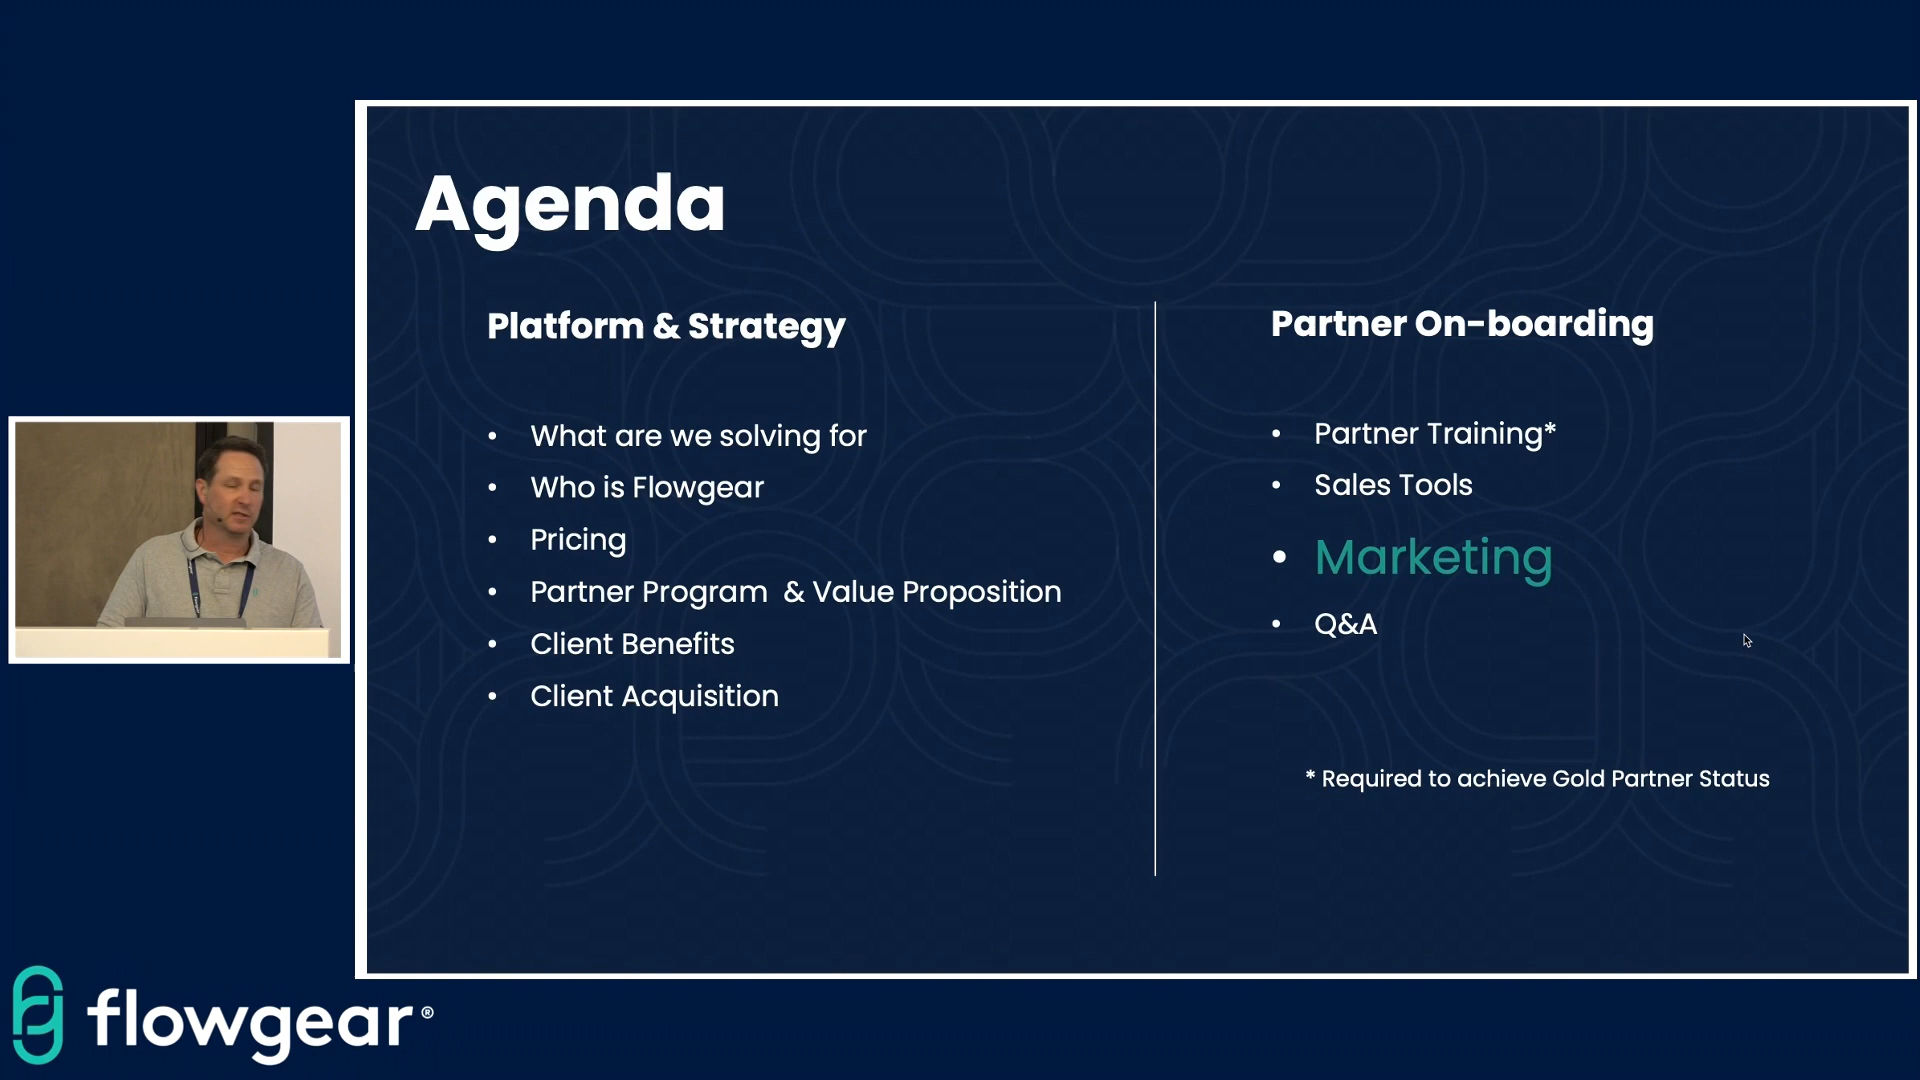 Agenda
Platform & Strategy
• What are we solving for
• Who is Flowgear
• Pricing
• Partner Program & Value Proposition
• Client Benefits
• Client Acquisition
Partner On-boarding
• Partner Training*
• Sales Tools
• Marketing
• Q&A
* Required to achieve Gold Partner Status
flowgear®